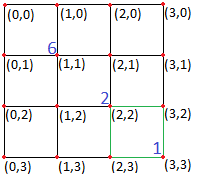 (0,0) (1,0) (2,0) (3,0)
6
(0,1) (1,1) (2,1) (3,1)
2
(0,2) (1,2) (2,2) (3,2)
1
(0,3) (1,3) (2,3) (3,3)